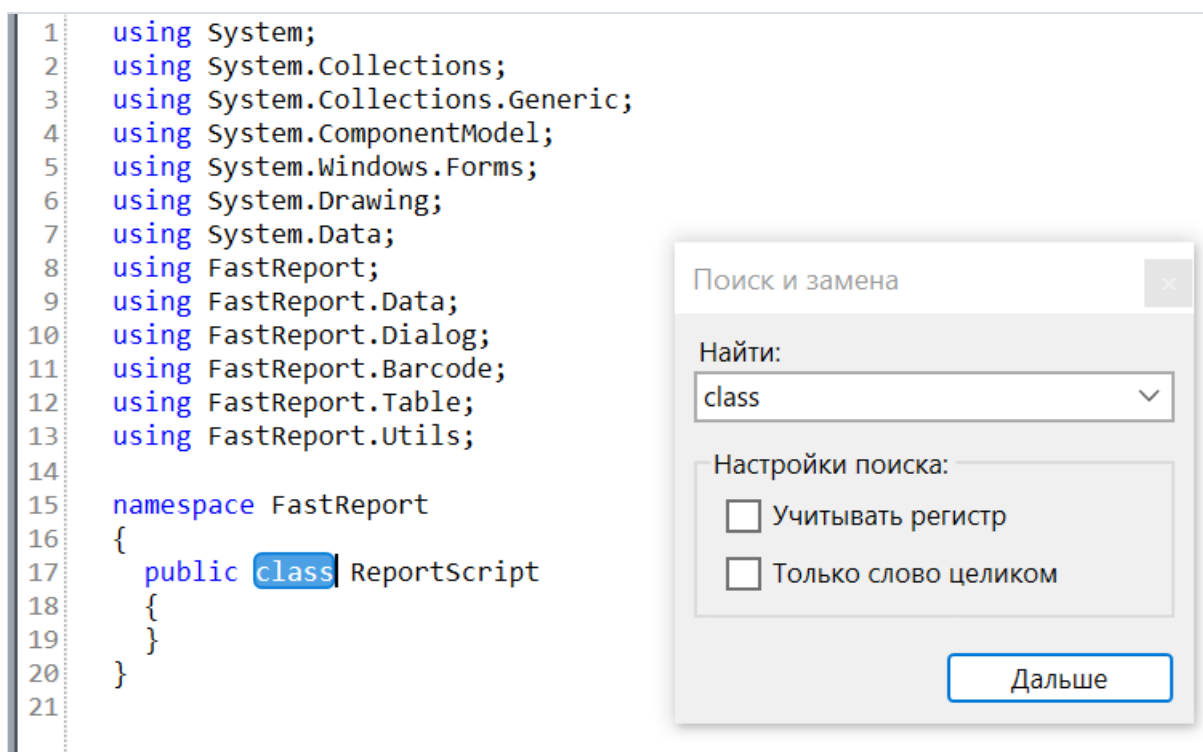 1 using System;
2 using System.Collections;
3 using System.Collections.Generic;
4 using System.ComponentModel;
5 using System.Windows.Forms;
6 using System.Drawing;
7 using System.Data;
8 using FastReport;
9 using FastReport.Data;
10 using FastReport.Dialog;
11 using FastReport.Barcode;
12 using FastReport.Table;
13 using FastReport.Utils;
14
15 namespace FastReport
16 {
17 public class ReportScript
18 {
19 }
20 }
21
Поиск и замена
Найти:
class
Настройки поиска:
Учитывать регистр
Только слово целиком
Дальше